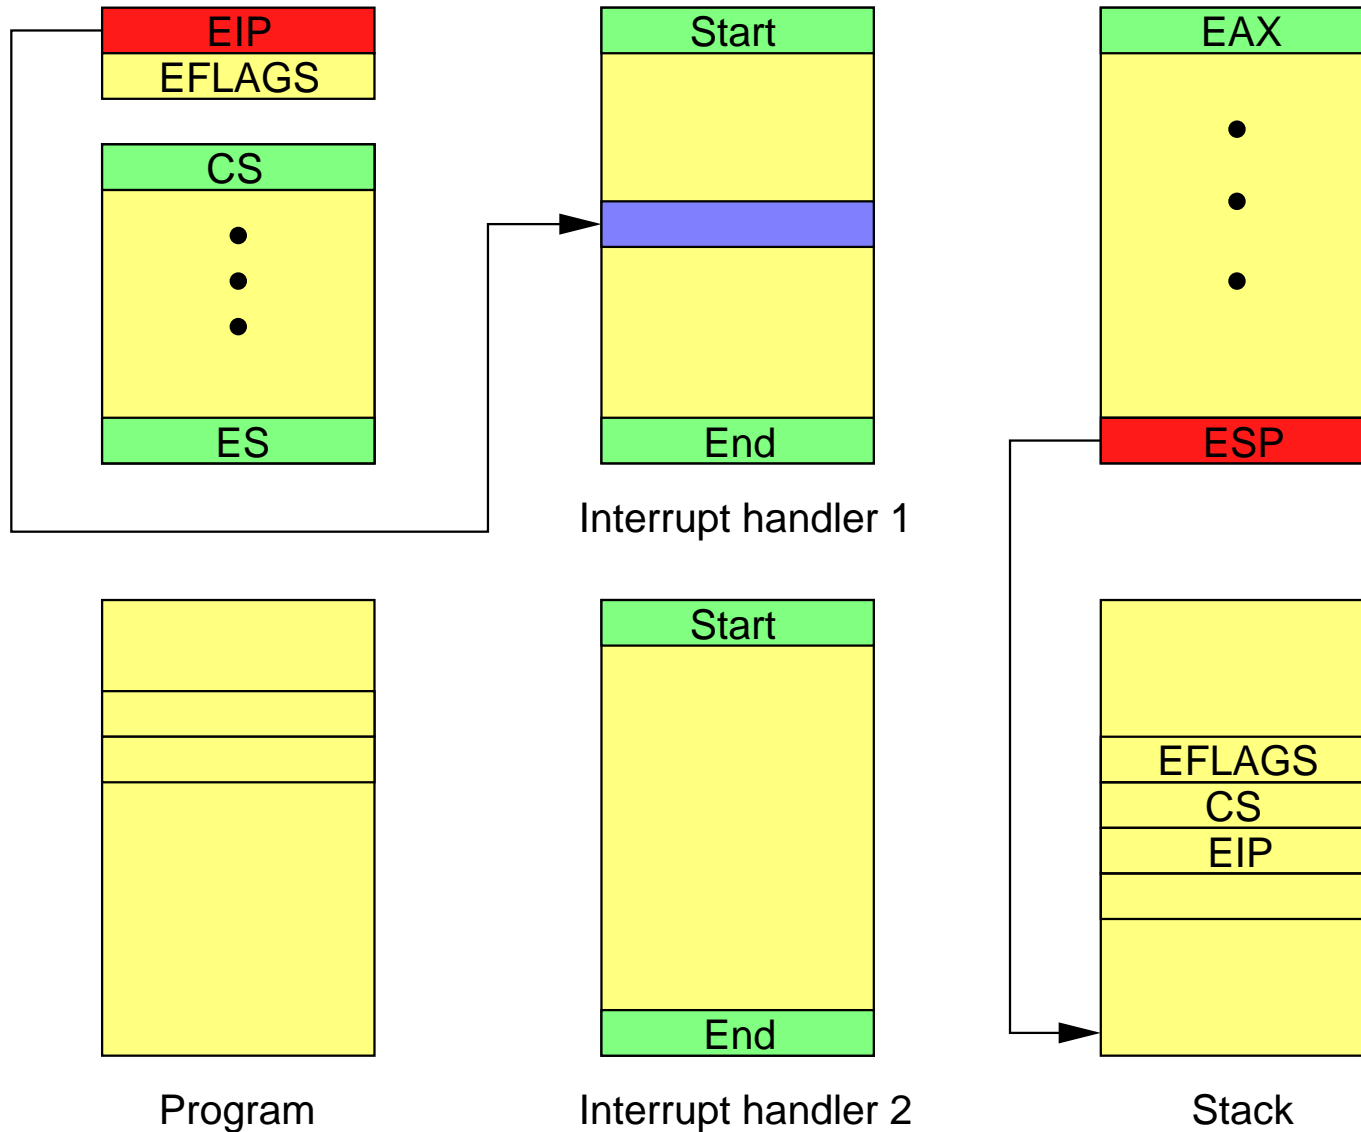 EIP
EFLAGS
CS
ES
Start
End
Interrupt handler 1
EAX
ESP
Program
Start
End
Interrupt handler 2
EFLAGS
CS
EIP
Stack